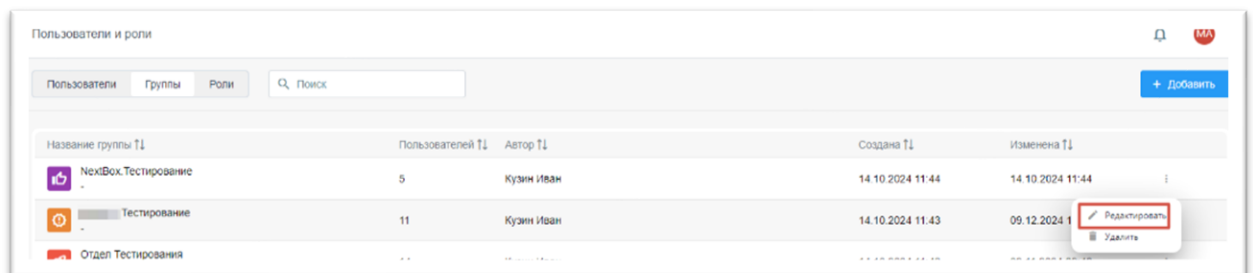 Пользователи и роли
МА
Пользователи Группы Роли Поиск + Добавить
Название группы Пользователей Автор Создана Изменена
NextBox.Тестирование 5 Кузин Иван 14.10.2024 11:44 14.10.2024 11:44
-
Тестирование 11 Кузин Иван 14.10.2024 11:43 09.12.2024 1
-
Редактировать
Удалить
Отдел Тестирования